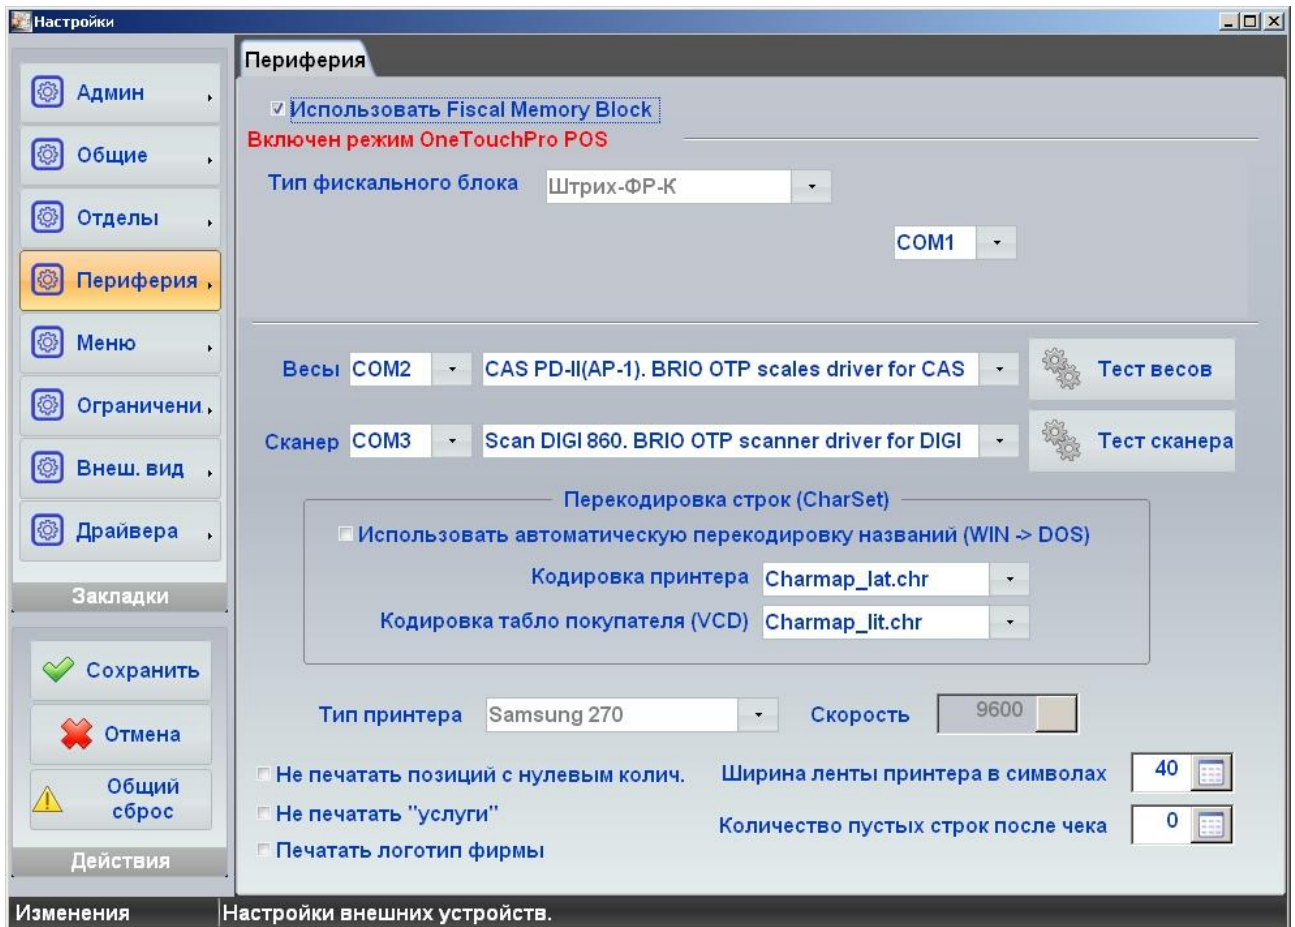 Настройки
Админ
Общие
Отделы
Периферия
Меню
Ограничени
Внеш. вид
Драйвера
Закладки
Сохранить
Отмена
Общий
сброс
Действия
Периферия
Использовать Fiscal Memory Block
Включен режим OneTouchPro POS
Тип фискального блока Штрих-ФР-К
COM1
Весы COM2 CAS PD-II(AP-1). BRIO OTP scales driver for CAS Тест весов
Сканер COM3 Scan DIGI 860. BRIO OTP scanner driver for DIGI Тест сканера
Перекодировка строк (CharSet)
Использовать автоматическую перекодировку названий (WIN -> DOS)
Кодировка принтера Charmap_lat.chr
Кодировка табло покупателя (VCD) Charmap_lit.chr
Тип принтера Samsung 270 Скорость 9600
Не печатать позиций с нулевым колич. Ширина ленты принтера в символах 40
Не печатать "услуги" Количество пустых строк после чека 0
Печатать логотип фирмы
Изменения Настройки внешних устройств.